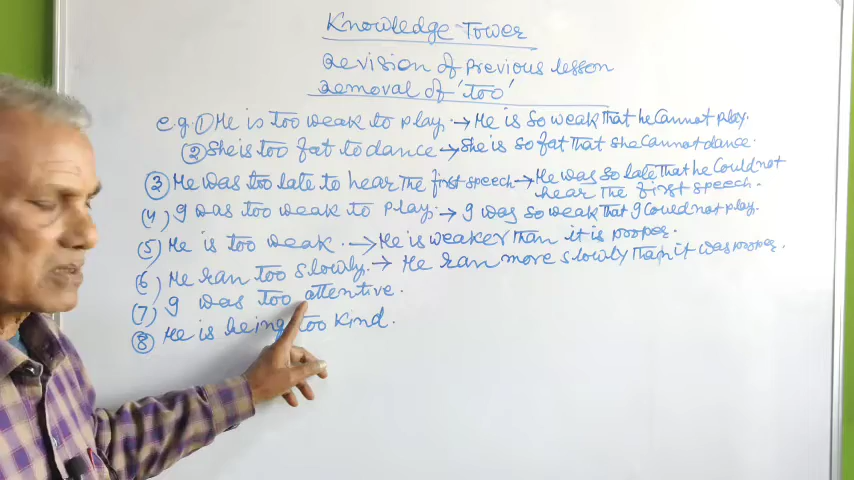 Knowledge-Tower
Revision of Previous lesson
Removal of 'too'
e.g. ① He is too weak to play. → He is so weak that he cannot play.
② She is too fat to dance → She is so fat that she cannot dance.
③ He was too late to hear the first speech → He was so late that he could not
hear the first speech.
(4) I was too weak to play. → I was so weak that I could not play.
(5) He is too weak. → He is weaker than it is proper.
(6) He ran too slowly. → He ran more slowly than it was proper.
(7) I was too attentive.
⑧ He is being too kind.